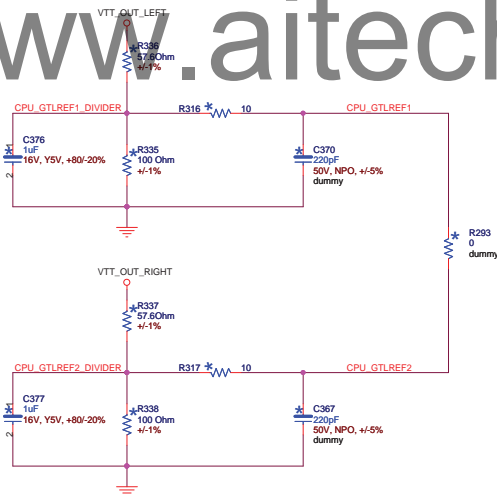 www.aitech
VTT_OUT_LEFT
R336
57.6Ohm
+/-1%
CPU_GTLREF1_DIVIDER
R316
10
CPU_GTLREF1
C376
1uF
16V, Y5V, +80/-20%
1
2
R335
100 Ohm
+/-1%
C370
220pF
50V, NPO, +/-5%
dummy
R293
0
dummy
VTT_OUT_RIGHT
R337
57.6Ohm
+/-1%
CPU_GTLREF2_DIVIDER
R317
10
CPU_GTLREF2
C377
1uF
16V, Y5V, +80/-20%
1
2
R338
100 Ohm
+/-1%
C367
220pF
50V, NPO, +/-5%
dummy